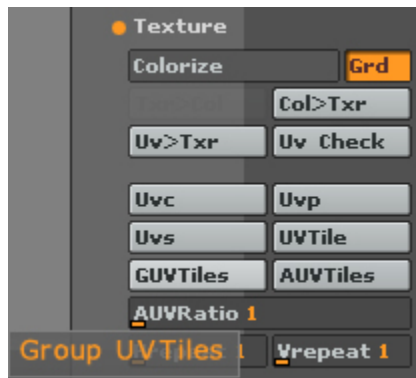 Texture
Colorize Grd
Col>Txr
Uv>Txr Uv Check
Uvc Uvp
Uvs UVTile
GUVTiles AUVTiles
AUVRatio 1
Group UVTiles Vrepeat 1